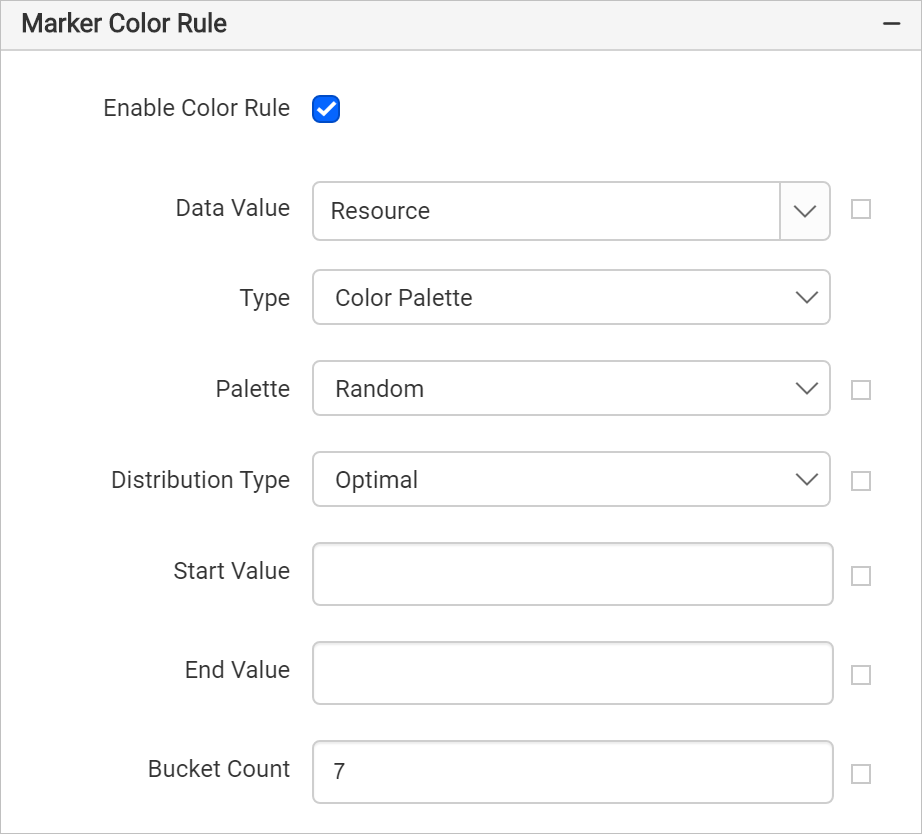 Marker Color Rule
Enable Color Rule
Data Value Resource
Type Color Palette
Palette Random
Distribution Type Optimal
Start Value
End Value
Bucket Count 7